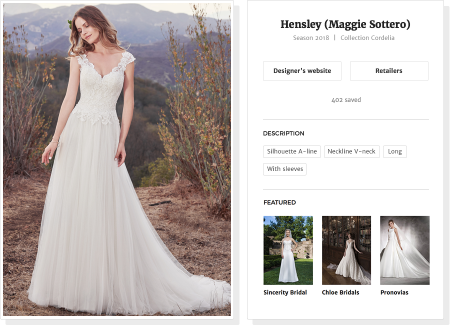 Hensley (Maggie Sottero)
Season 2018 | Collection Cordelia
Designer's website
Retailers
402 saved
DESCRIPTION
Silhouette A-line
Neckline V-neck
Long
With sleeves
FEATURED
Sincerity Bridal
Chloe Bridals
Pronovias